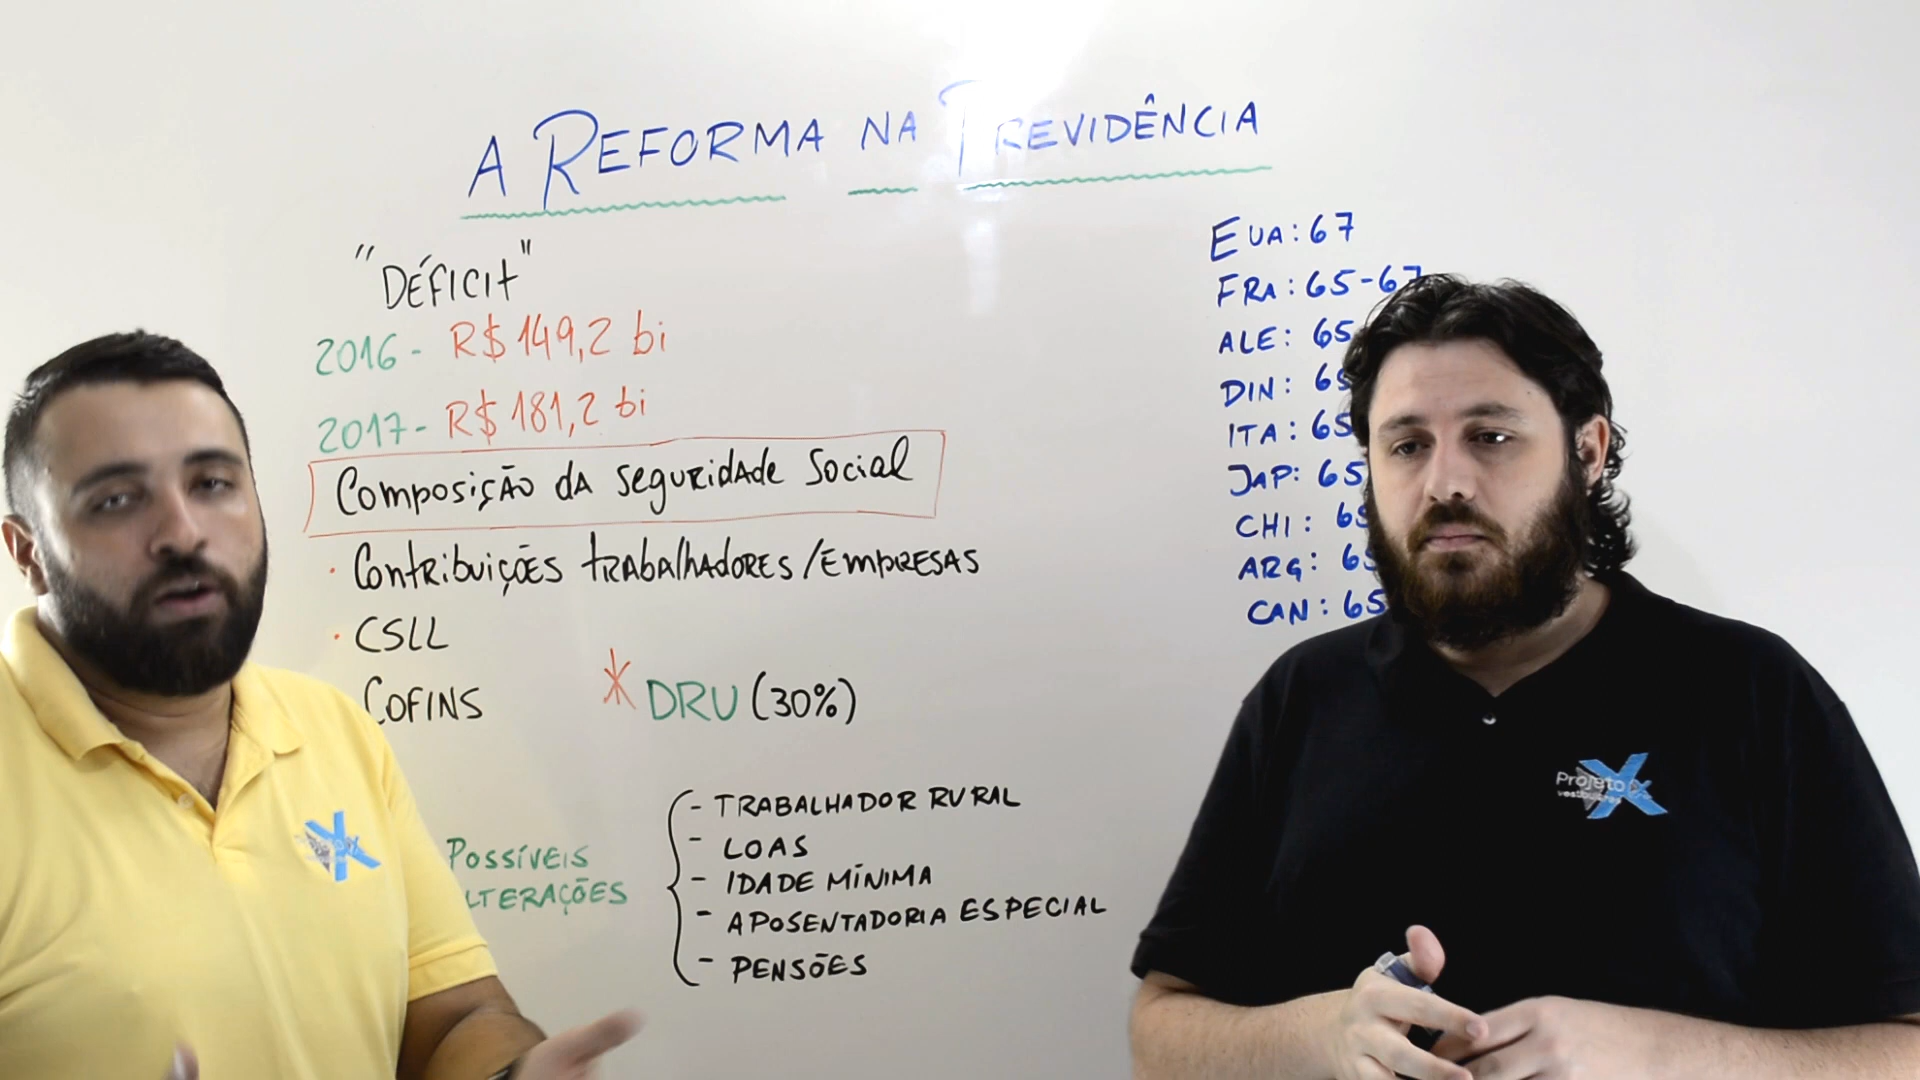 A REFORMA NA PREVIDÊNCIA
"DÉFICIT"
2016 - R$ 149,2 bi
2017 - R$ 181,2 bi
Composição da Seguridade Social
· Contribuições trabalhadores/Empresas
· CSLL
COFINS
* DRU (30%)
POSSÍVEIS
LTERAÇÕES
- TRABALHADOR RURAL
- LOAS
- IDADE MÍNIMA
- APOSENTADORIA ESPECIAL
- PENSÕES
EUA: 67
FRA: 65-67
ALE: 65
DIN: 65
ITA: 65
JAP: 65
CHI: 65
ARG: 65
CAN: 65
Projeto X
vestibulares